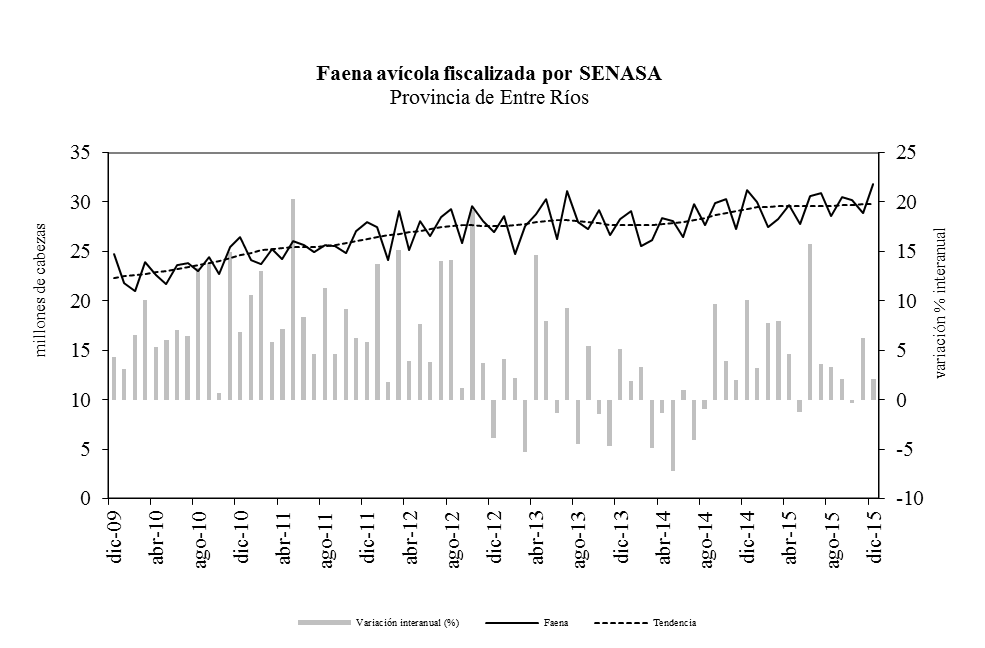 Faena avícola fiscalizada por SENASA
Provincia de Entre Ríos
millones de cabezas
35
30
25
20
15
10
5
0
25
20
15
10
5
0
-5
-10
variación % interanual
dic-09
abr-10
ago-10
dic-10
abr-11
ago-11
dic-11
abr-12
ago-12
dic-12
abr-13
ago-13
dic-13
abr-14
ago-14
dic-14
abr-15
ago-15
dic-15
Variación interanual (%)
Faena
Tendencia